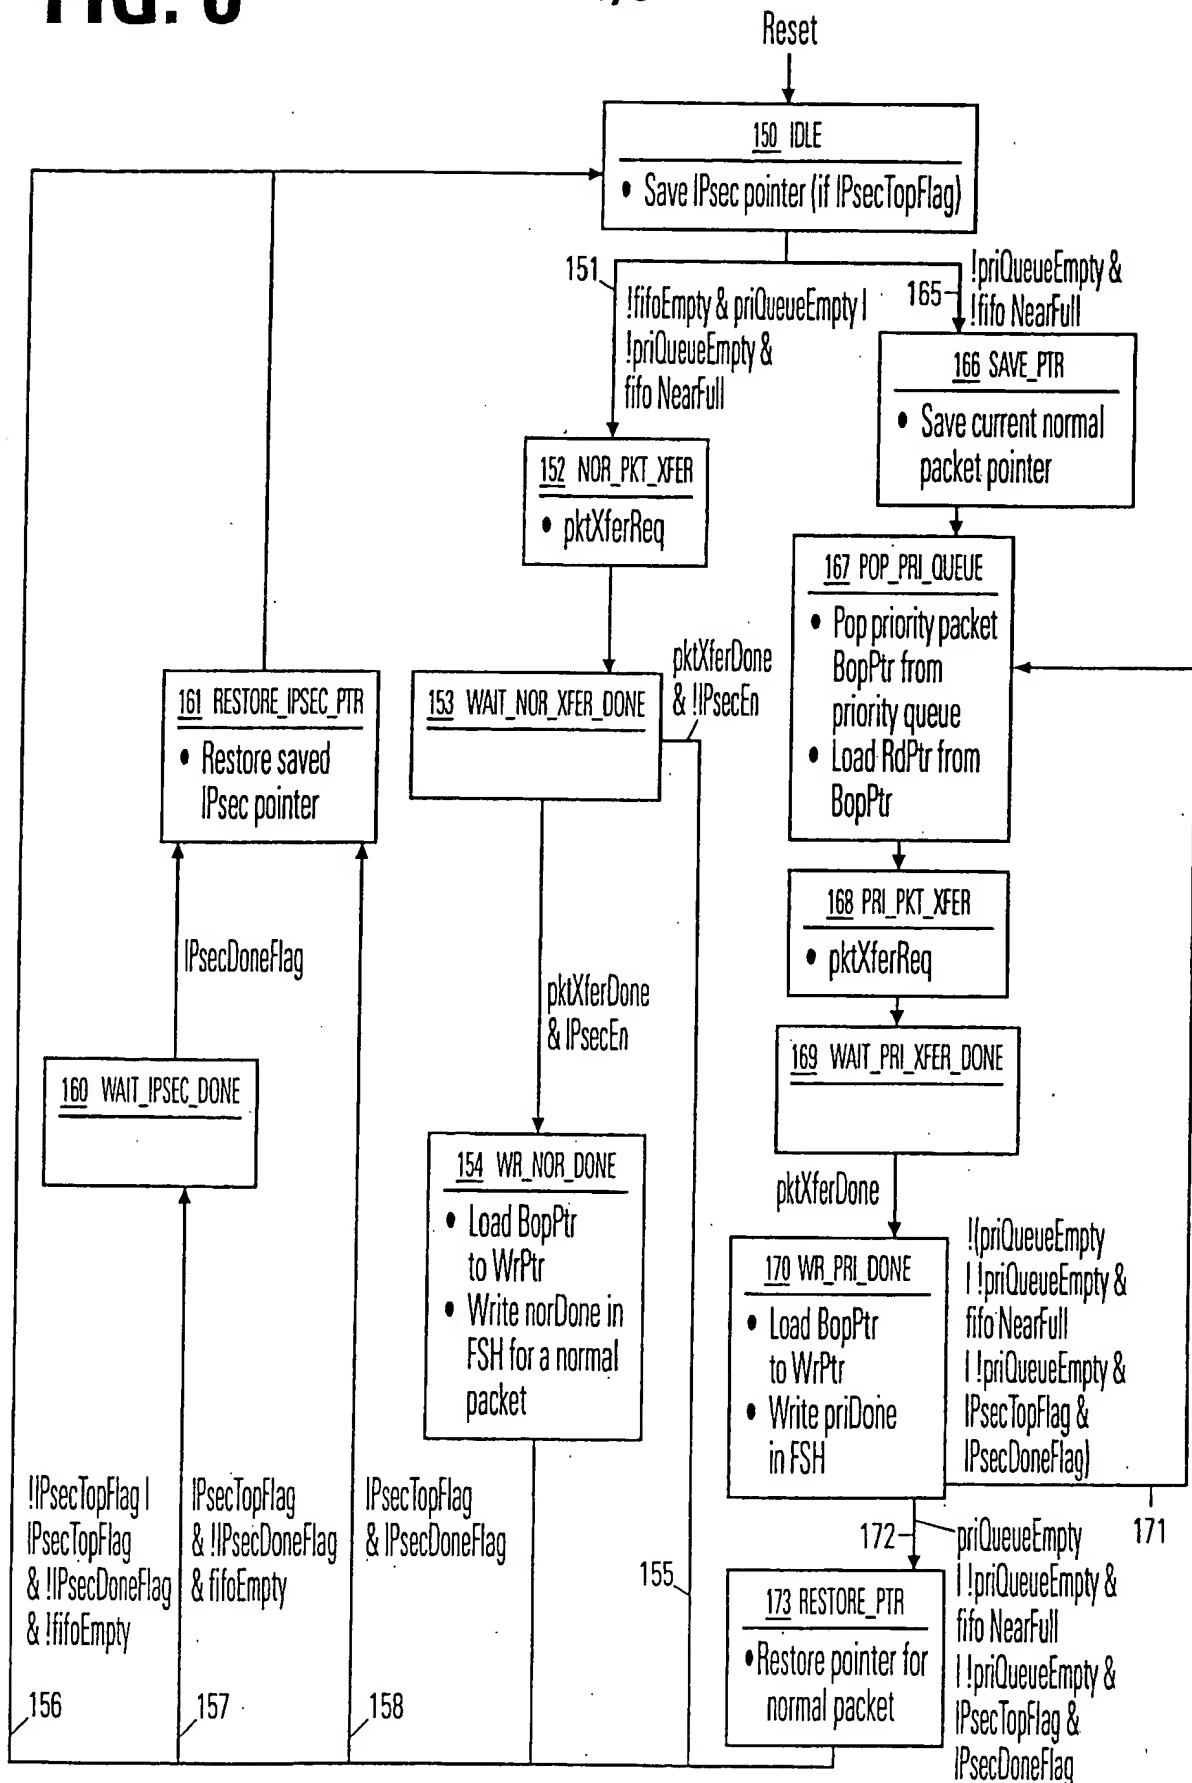 FIG. 6
Reset
150 IDLE
• Save IPsec pointer (if IPsecTopFlag)
151
!fifoEmpty & priQueueEmpty |
!priQueueEmpty &
fifo NearFull
165
!priQueueEmpty &
!fifo NearFull
166 SAVE_PTR
• Save current normal
packet pointer
152 NOR_PKT_XFER
• pktXferReq
167 POP_PRI_QUEUE
• Pop priority packet
BopPtr from
priority queue
• Load RdPtr from
BopPtr
161 RESTORE_IPSEC_PTR
• Restore saved
IPsec pointer
153 WAIT_NOR_XFER_DONE
pktXferDone
& !IPsecEn
168 PRI_PKT_XFER
• pktXferReq
IPsecDoneFlag
pktXferDone
& IPsecEn
169 WAIT_PRI_XFER_DONE
160 WAIT_IPSEC_DONE
154 WR_NOR_DONE
• Load BopPtr
to WrPtr
• Write norDone in
FSH for a normal
packet
pktXferDone
170 WR_PRI_DONE
• Load BopPtr
to WrPtr
• Write priDone
in FSH
!(priQueueEmpty
| !priQueueEmpty &
fifo NearFull
| !priQueueEmpty &
IPsecTopFlag &
IPsecDoneFlag)
171
!IPsecTopFlag |
IPsecTopFlag
& !IPsecDoneFlag
& !fifoEmpty
IPsecTopFlag
& !IPsecDoneFlag
& fifoEmpty
IPsecTopFlag
& IPsecDoneFlag
155
172
priQueueEmpty
| !priQueueEmpty &
fifo NearFull
| !priQueueEmpty &
IPsecTopFlag &
IPsecDoneFlag
173 RESTORE_PTR
• Restore pointer for
normal packet
156
157
158